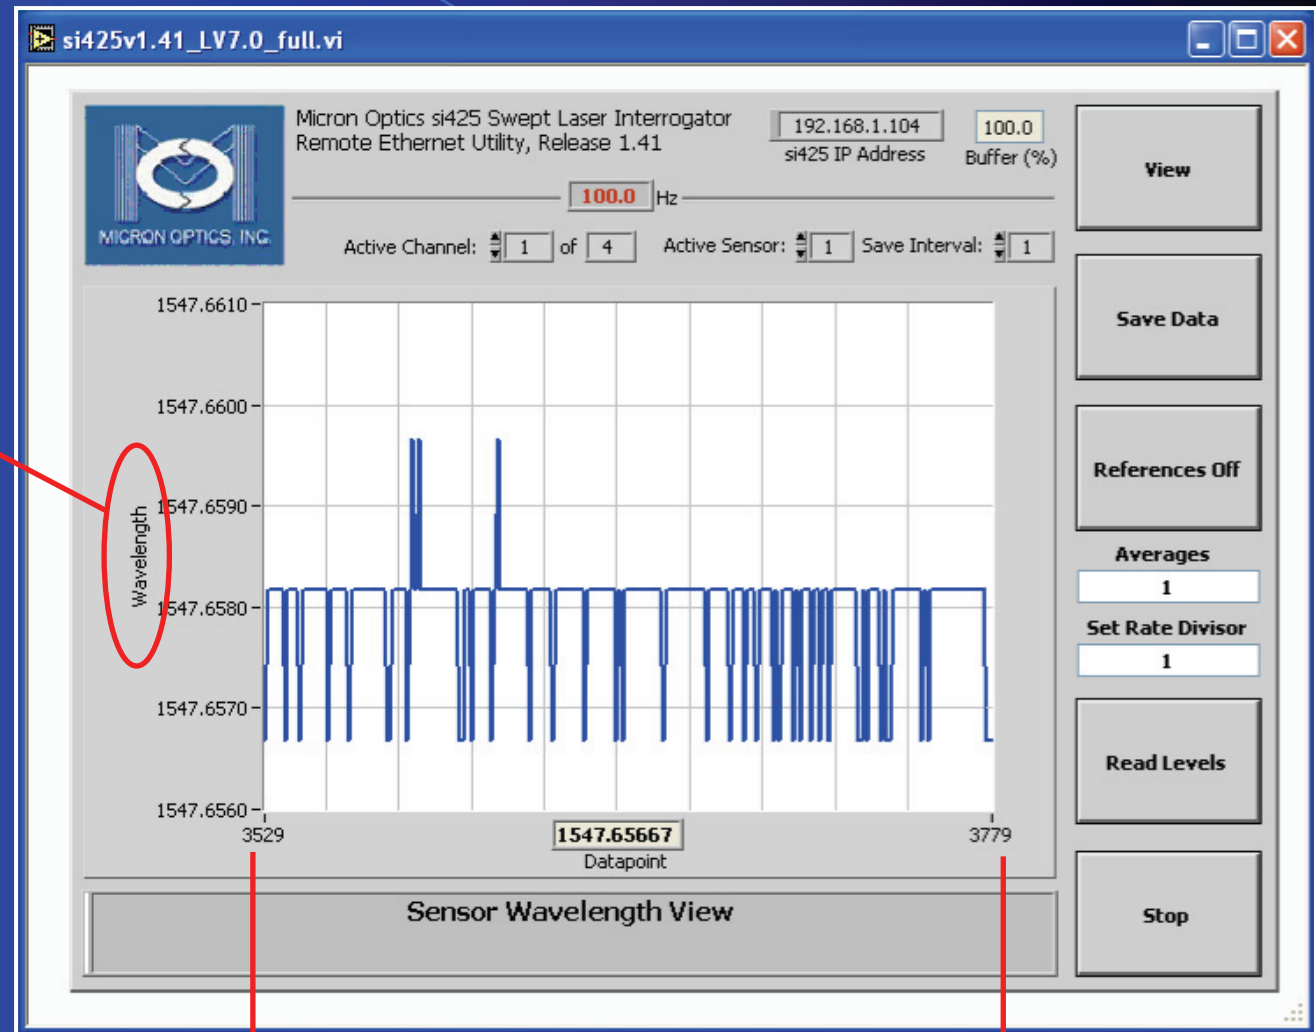 si425v1.41_LV7.0_full.vi
Micron Optics si425 Swept Laser Interrogator
Remote Ethernet Utility, Release 1.41
192.168.1.104
si425 IP Address
100.0
Buffer (%)
MICRON OPTICS, INC.
100.0 Hz
Active Channel: 1 of 4 Active Sensor: 1 Save Interval: 1
View
Save Data
References Off
Averages
1
Set Rate Divisor
1
Read Levels
Stop
Wavelength
1547.6610
1547.6600
1547.6590
1547.6580
1547.6570
1547.6560
3529
1547.65667
3779
Datapoint
Sensor Wavelength View